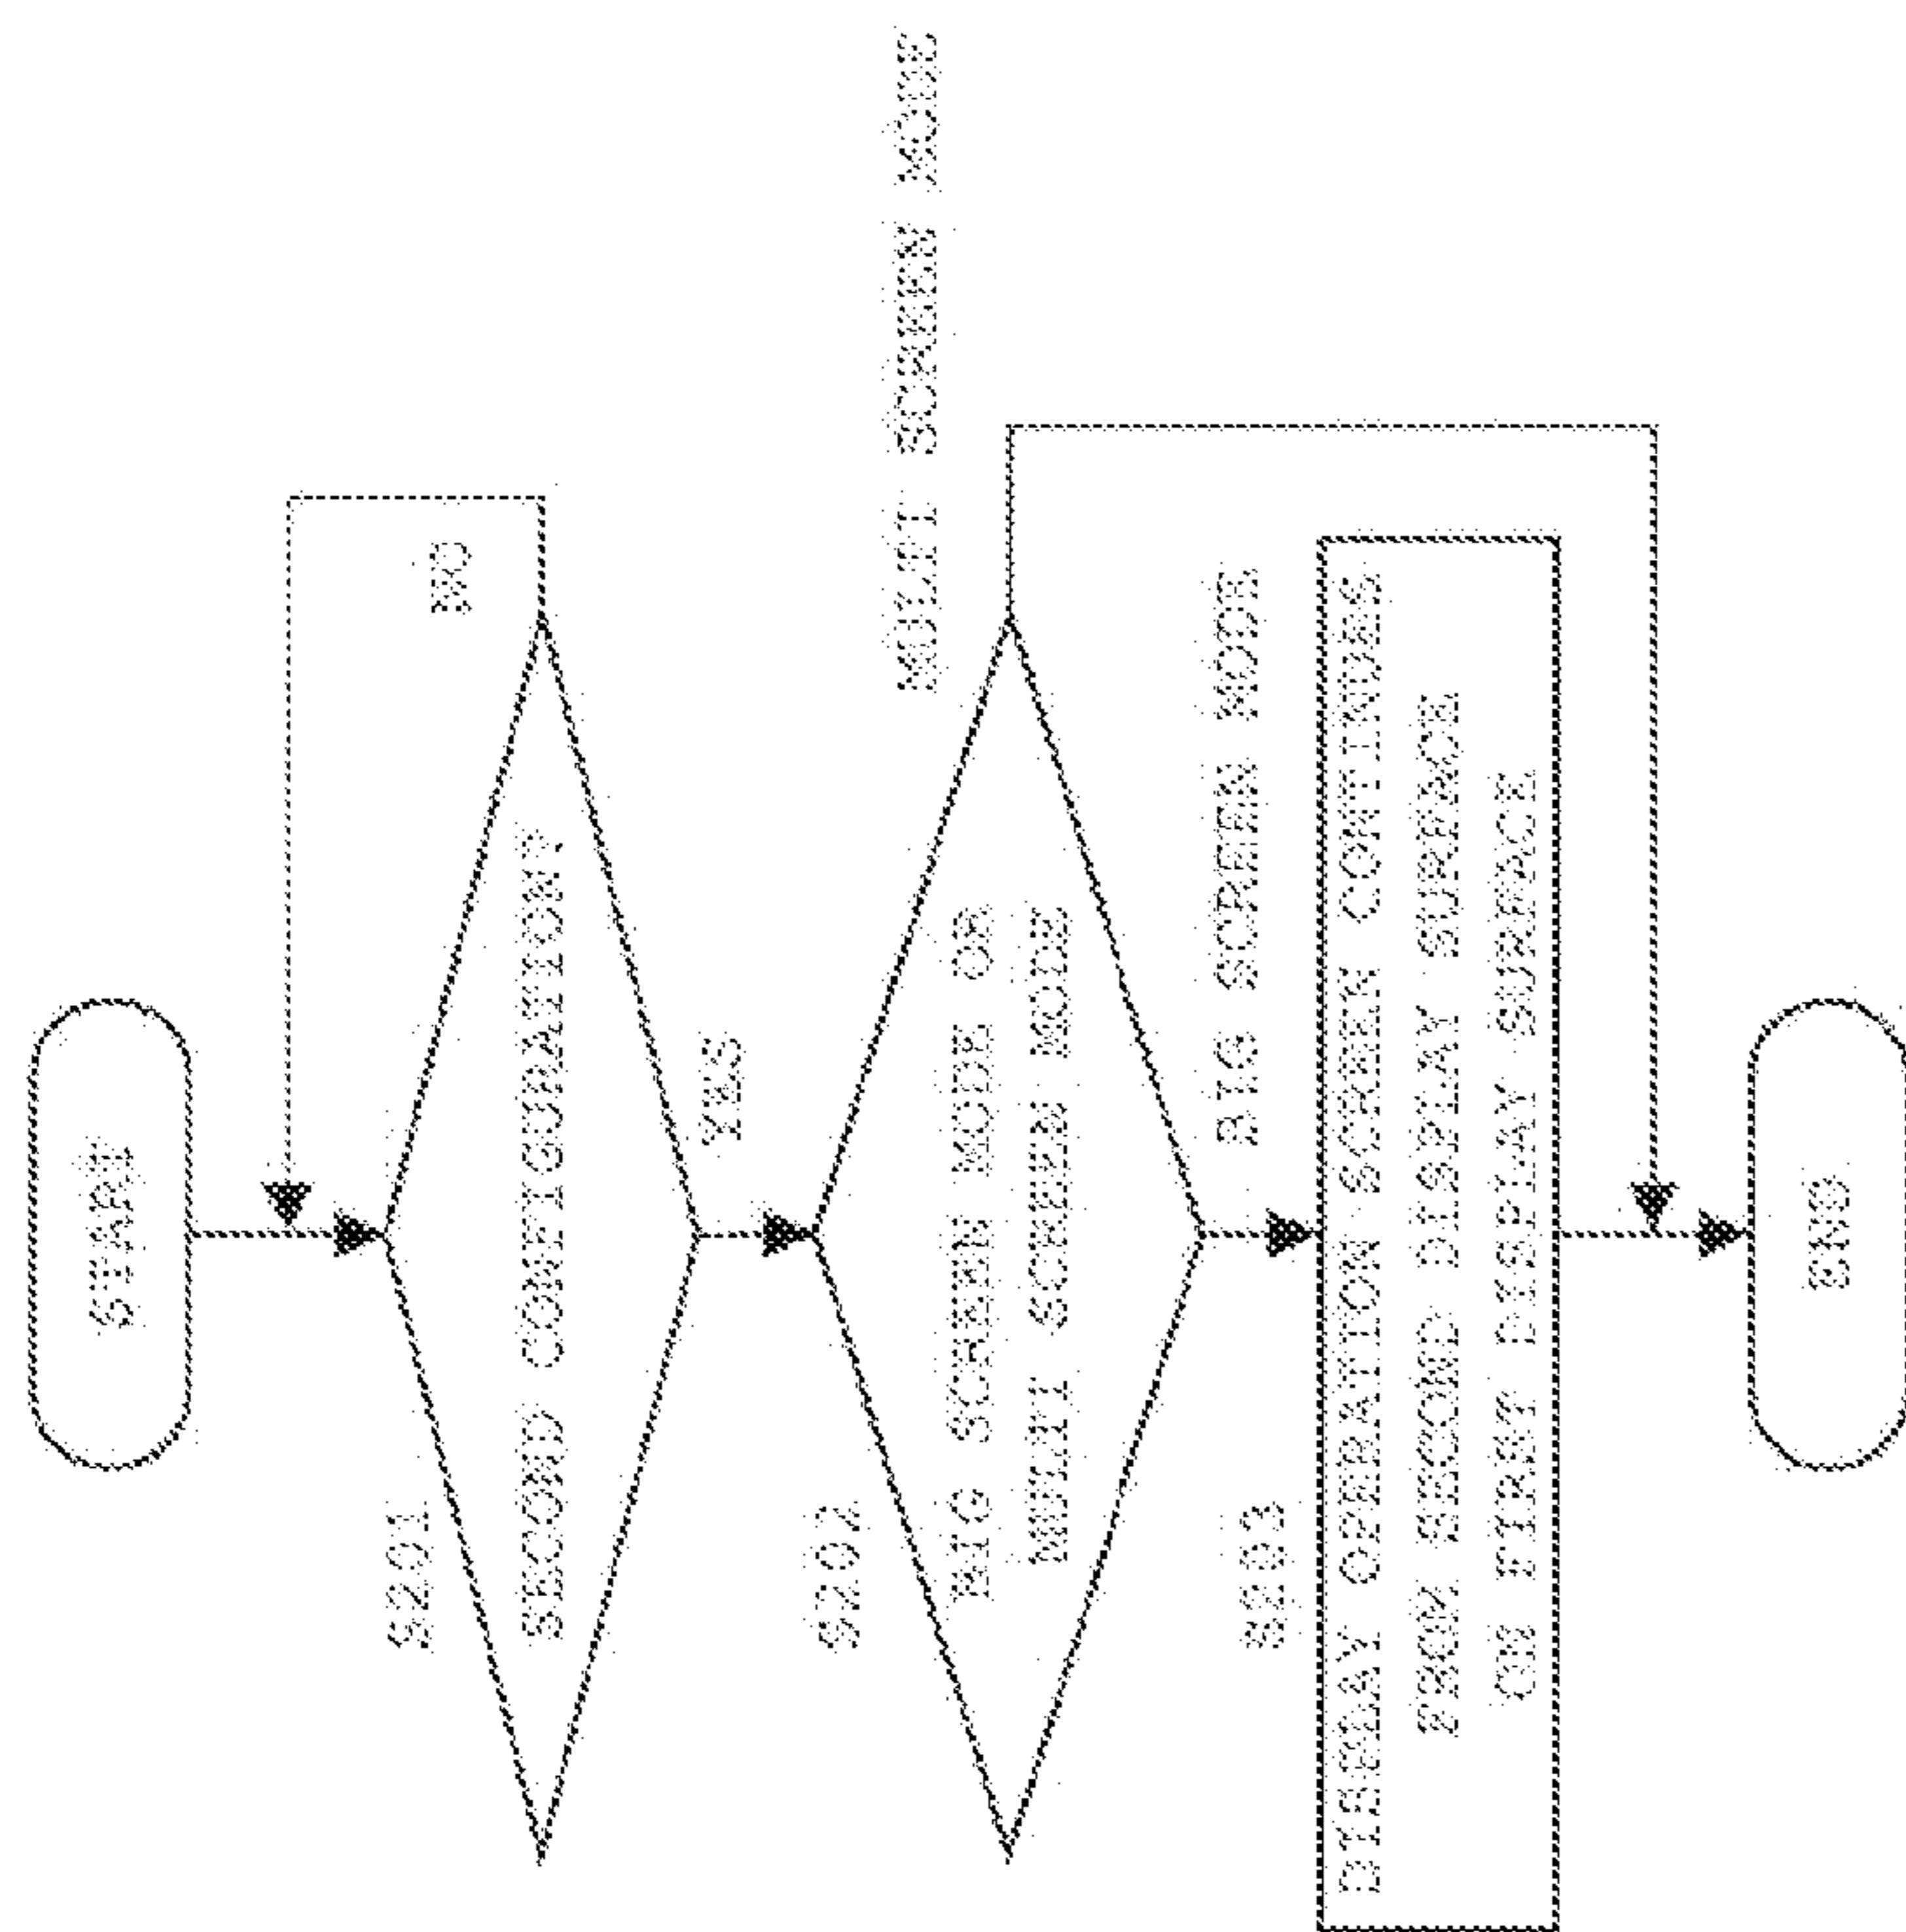 START
S201
SECOND CONFIGURATION?
NO
YES
S202
BIG SCREEN MODE OR
MULTI SCREEN MODE
MULTI SCREEN MODE
BIG SCREEN MODE
S203
DISPLAY OPERATION SCREEN CONTINUES
FROM SECOND DISPLAY SURFACE
ON FIRST DISPLAY SURFACE
END